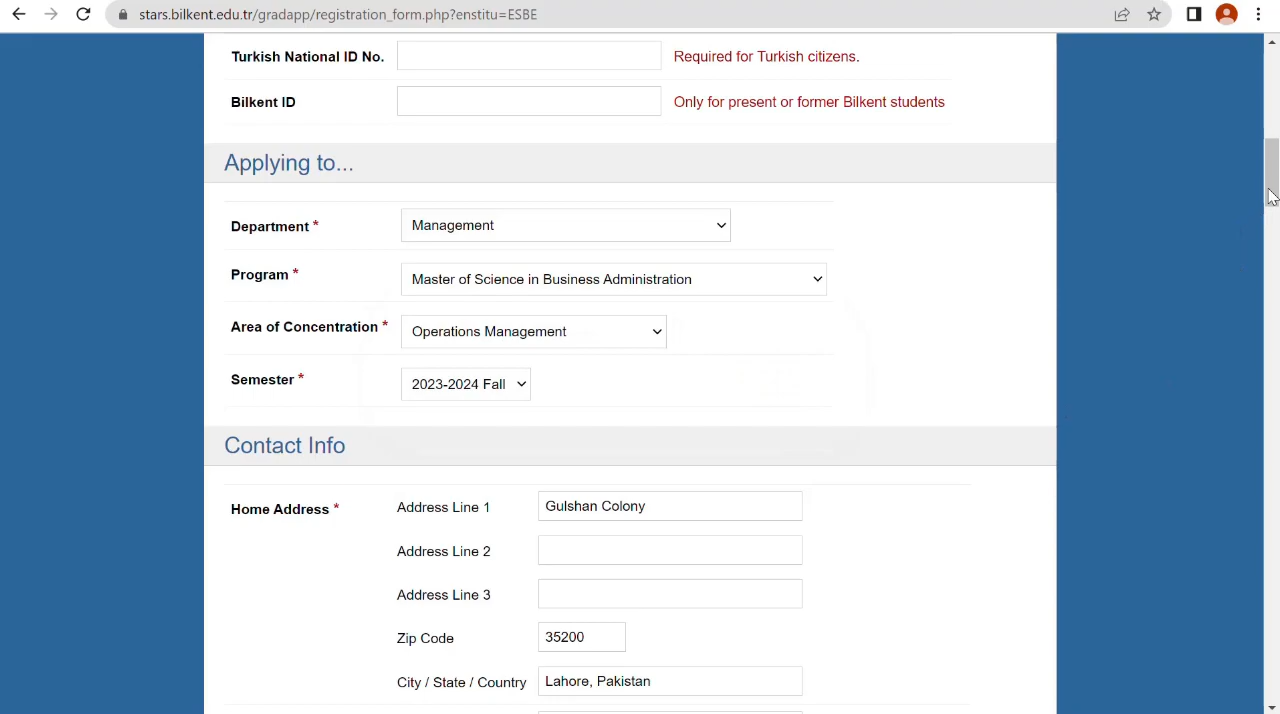 stars.bilkent.edu.tr/gradapp/registration_form.php?enstitu=ESBE
Turkish National ID No. Required for Turkish citizens.
Bilkent ID Only for present or former Bilkent students
Applying to...
Department * Management
Program * Master of Science in Business Administration
Area of Concentration * Operations Management
Semester * 2023-2024 Fall
Contact Info
Home Address * Address Line 1 Gulshan Colony
Address Line 2
Address Line 3
Zip Code 35200
City / State / Country Lahore, Pakistan